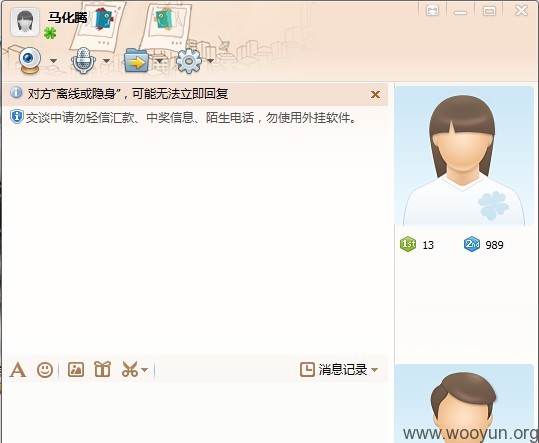 马化腾
对方"离线或隐身"，可能无法立即回复
交谈中请勿轻信汇款、中奖信息、陌生电话，勿使用外挂软件。
1st 13 2nd 989
A 消息记录
www.wooyun.org